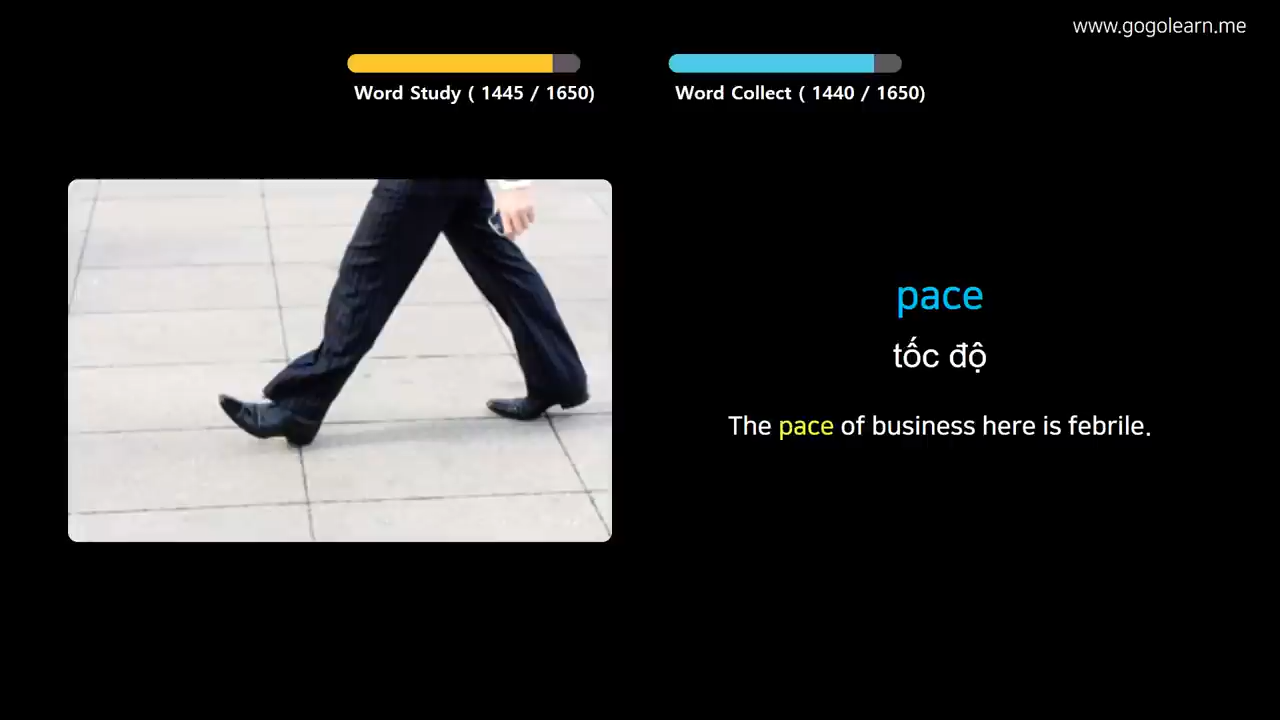 www.gogolearn.me
Word Study ( 1445 / 1650)
Word Collect ( 1440 / 1650)
pace
tốc độ
The pace of business here is febrile.